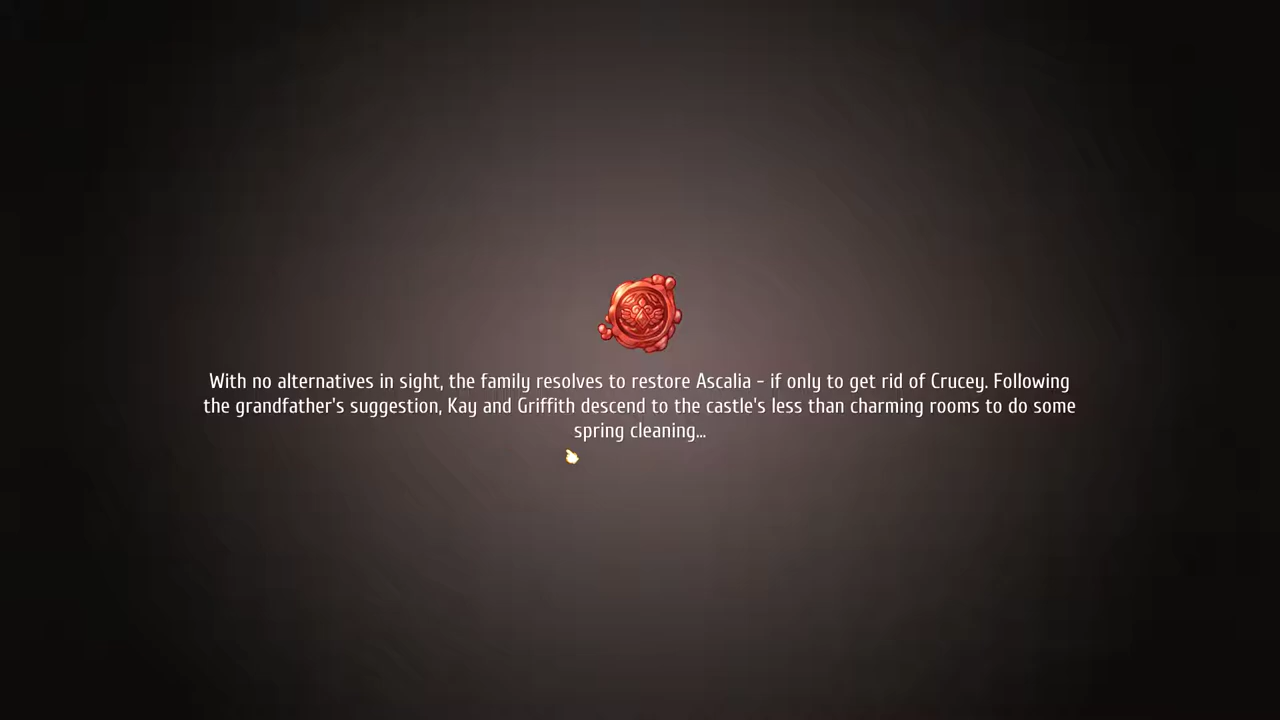 With no alternatives in sight, the family resolves to restore Ascalia - if only to get rid of Crucey. Following
the grandfather's suggestion, Kay and Griffith descend to the castle's less than charming rooms to do some
spring cleaning...